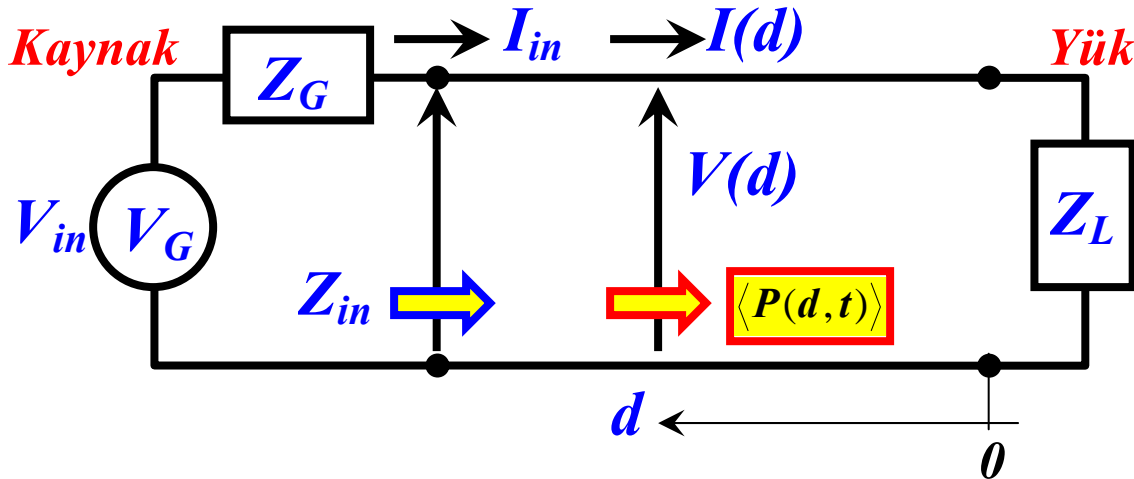 Kaynak
Z_G
I_in
I(d)
Yük
V_in
V_G
V(d)
Z_L
Z_in
⟨P(d,t)⟩
d
0